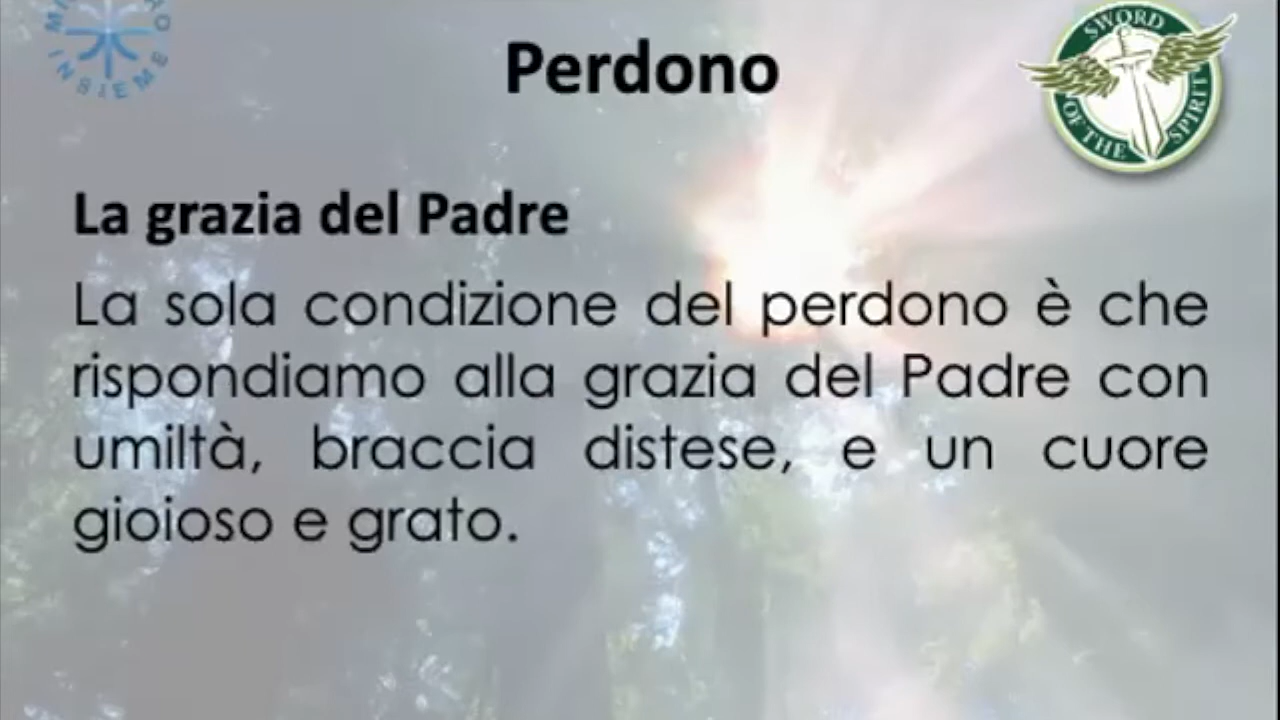 Perdono
SWORD
OF THE SPIRIT
INSIEME
La grazia del Padre
La sola condizione del perdono è che
rispondiamo alla grazia del Padre con
umiltà, braccia distese, e un cuore
gioioso e grato.